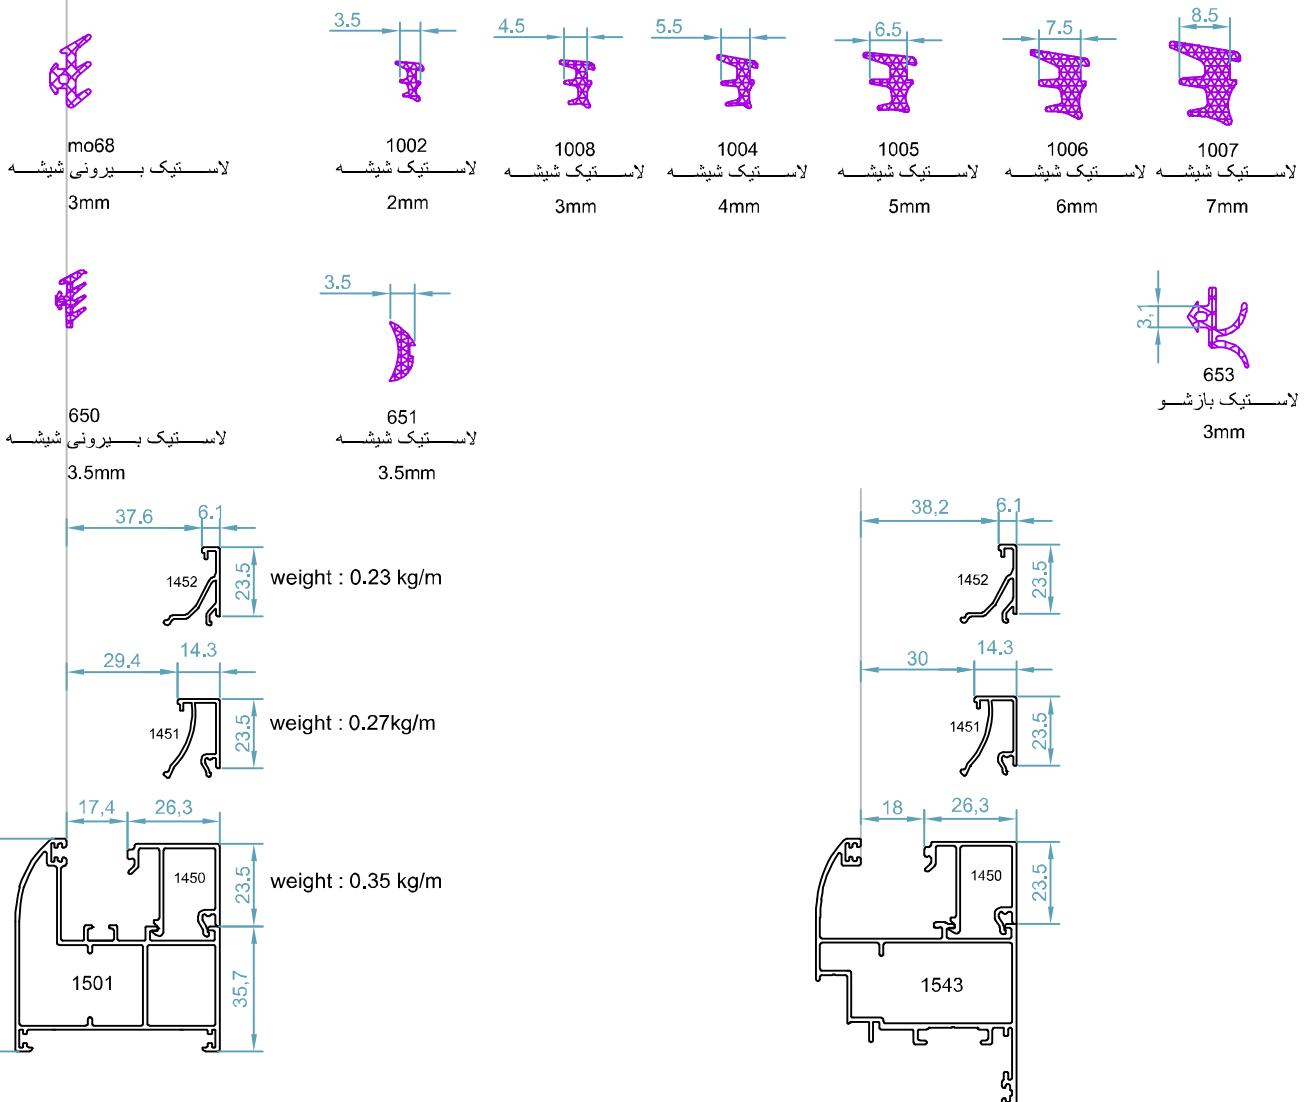 3.5
4.5
5.5
6.5
7.5
8.5
mo68
لاستیک بیرونی شیشه
3mm
1002
لاستیک شیشه
2mm
1008
لاستیک شیشه
3mm
1004
لاستیک شیشه
4mm
1005
لاستیک شیشه
5mm
1006
لاستیک شیشه
6mm
1007
لاستیک شیشه
7mm
650
لاستیک بیرونی شیشه
3.5mm
3.5
651
لاستیک شیشه
3.5mm
3,1
653
لاستیک بازشو
3mm
37.6
6.1
1452
23.5
weight : 0.23 kg/m
29.4
14.3
1451
23.5
weight : 0.27kg/m
17,4
26,3
1450
23.5
weight : 0.35 kg/m
1501
35,7
38,2
6.1
1452
23.5
30
14.3
1451
23.5
18
26,3
1450
23.5
1543